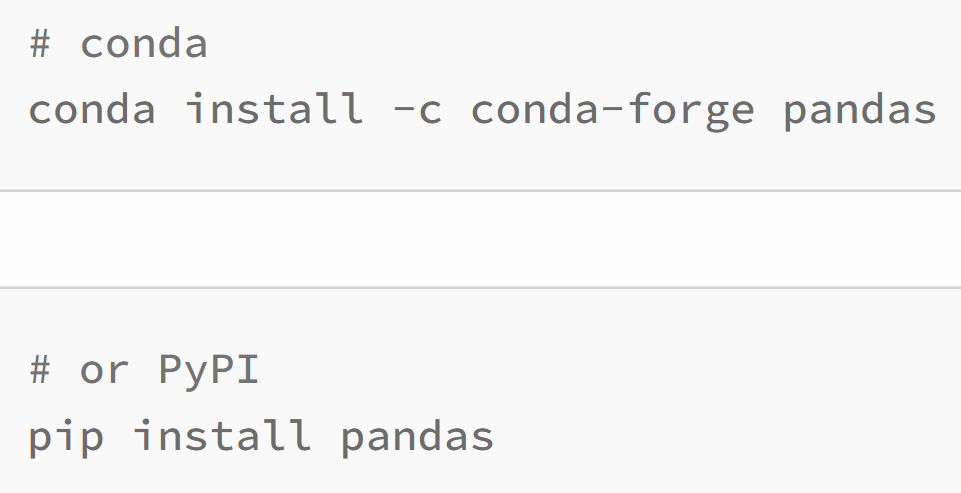 # conda
conda install -c conda-forge pandas
# or PyPI
pip install pandas